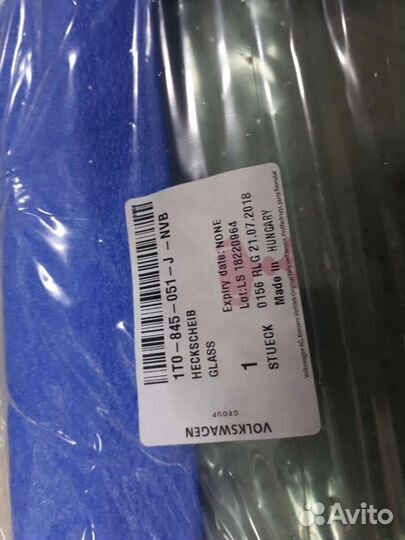 1T0-845-051-J -NVB
HECKSCHEIB
GLASS
Expiry date: NONE
Lot:LS 18220964
1
0156 RLG 21.07.2018
STUECK
Made in HUNGARY
VOLKSWAGEN
GROUP
Avito